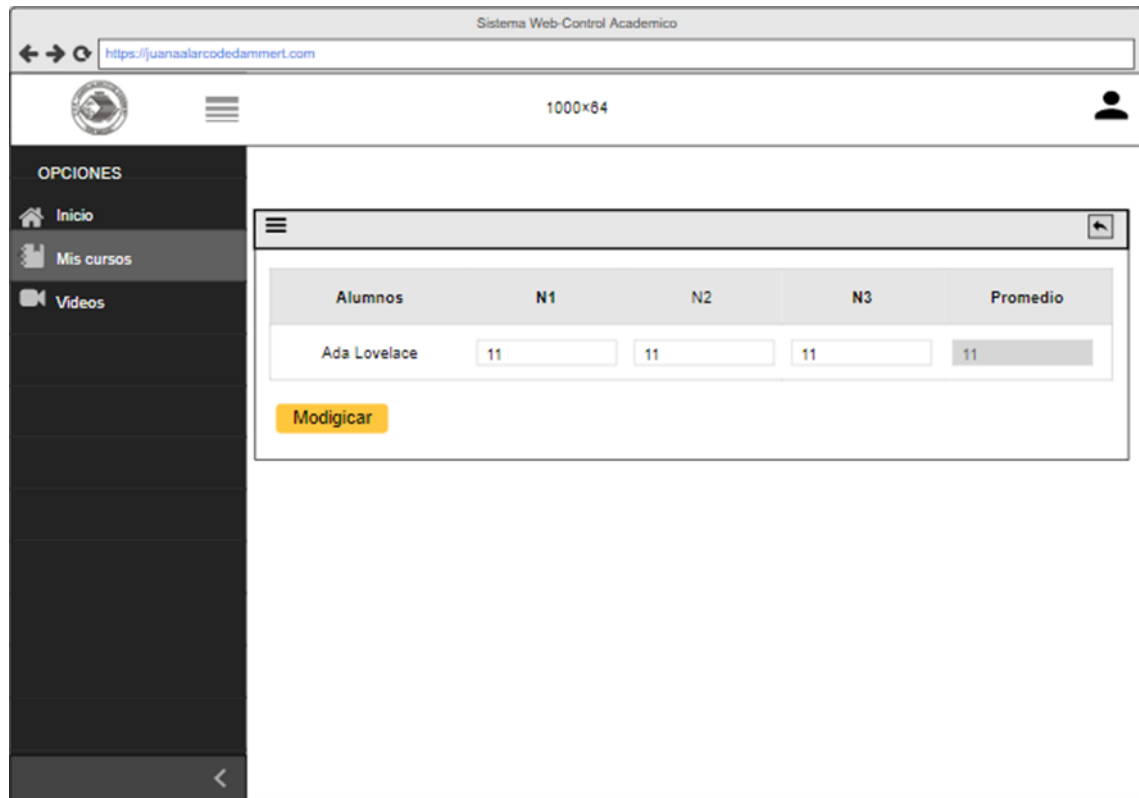 Sistema Web-Control Academico
https://juanaalarcodedammert.com
1000×64
OPCIONES
Inicio
Mis cursos
Videos
Alumnos N1 N2 N3 Promedio
Ada Lovelace 11 11 11 11
Modigicar